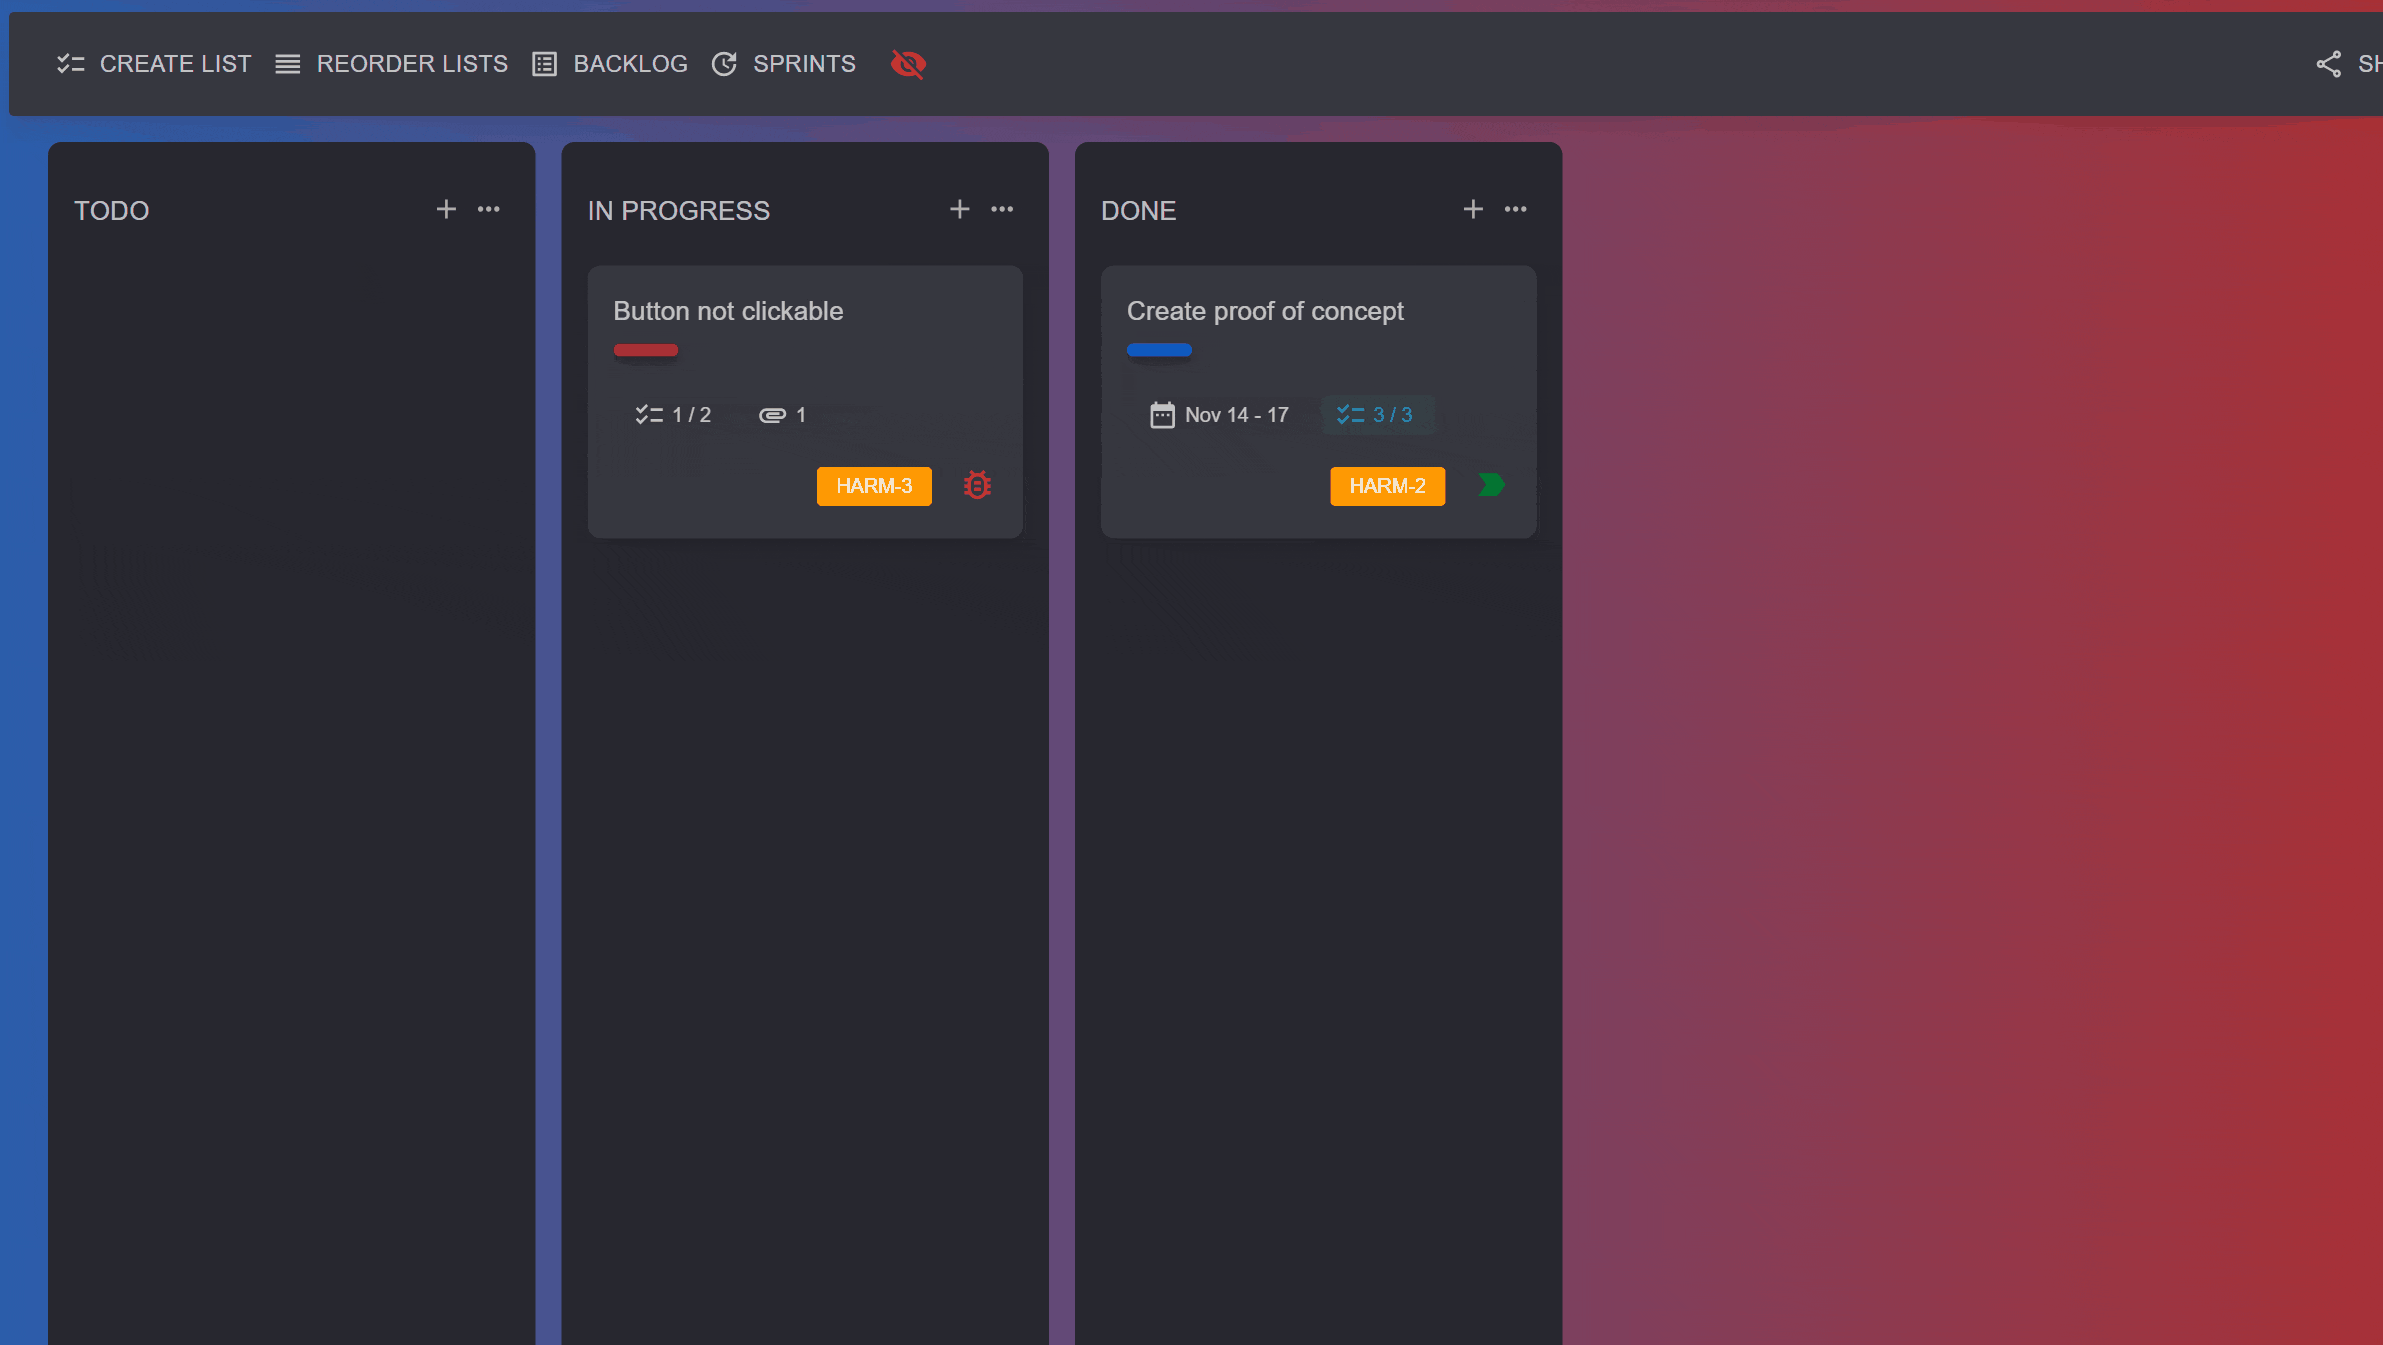 CREATE LIST REORDER LISTS BACKLOG SPRINTS SH
TODO
IN PROGRESS
Button not clickable
1 / 2 1
HARM-3
DONE
Create proof of concept
Nov 14 - 17 3 / 3
HARM-2